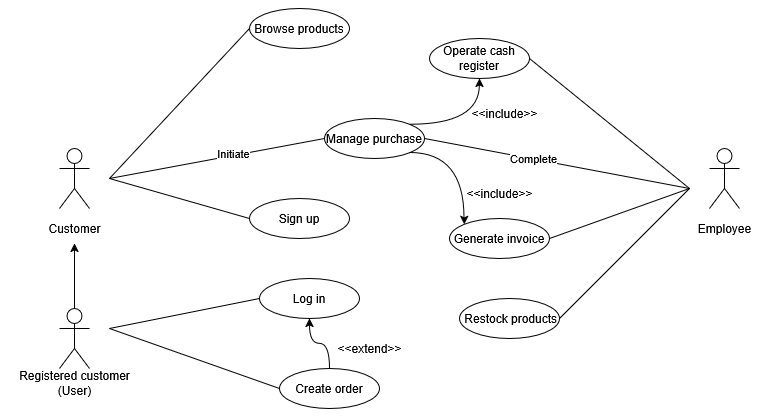 Browse products
Operate cash
register
<<include>>
Manage purchase
Initiate
Complete
<<include>>
Customer
Sign up
Generate invoice
Employee
Log in
Restock products
<<extend>>
Registered customer
(User)
Create order